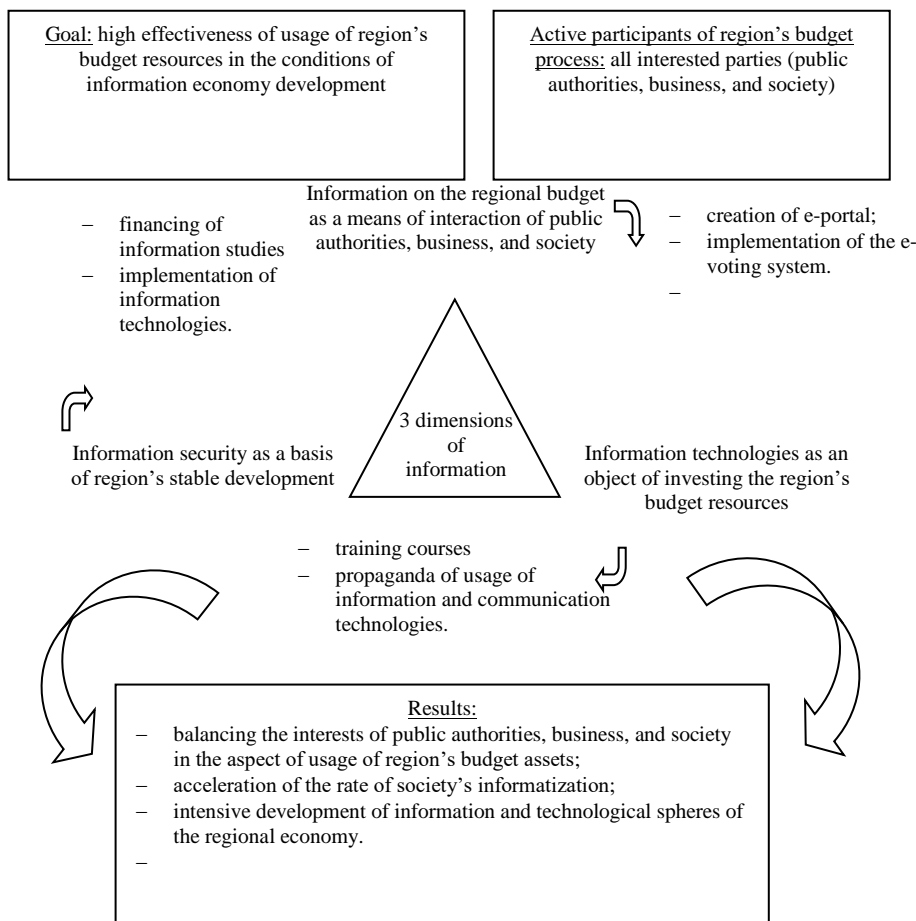 Goal: high effectiveness of usage of region’s
budget resources in the conditions of
information economy development
Active participants of region’s budget
process: all interested parties (public
authorities, business, and society)
Information on the regional budget
as a means of interaction of public
authorities, business, and society
– financing of
information studies
– implementation of
information
technologies.
– creation of e-portal;
– implementation of the e-
voting system.
–
3 dimensions
of
information
Information security as a basis
of region’s stable development
Information technologies as an
object of investing the region’s
budget resources
– training courses
– propaganda of usage of
information and communication
technologies.
Results:
– balancing the interests of public authorities, business, and society
in the aspect of usage of region’s budget assets;
– acceleration of the rate of society’s informatization;
– intensive development of information and technological spheres of
the regional economy.
–